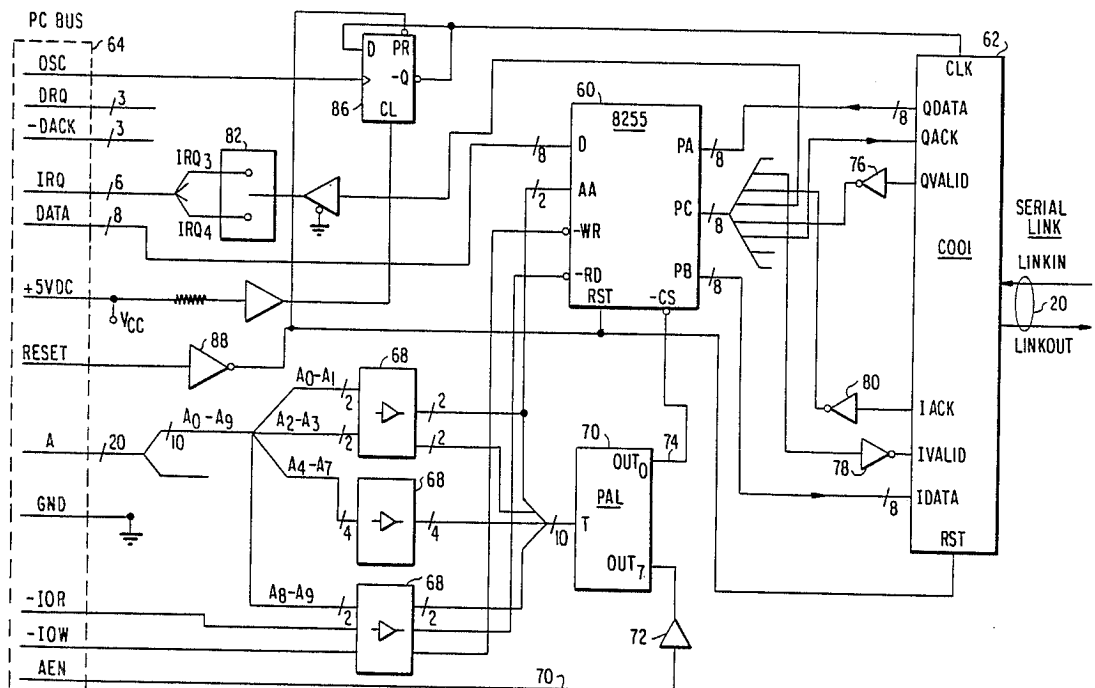 PC BUS
64
OSC
DRQ
3
-DACK
3
IRQ
6
DATA
8
+5VDC
VCC
RESET
A
20
GND
-IOR
-IOW
AEN
D
PR
-Q
CL
86
82
IRQ3
IRQ4
88
A0-A9
10
A0-A1
2
A2-A3
2
A4-A7
4
A8-A9
2
68
2
2
68
4
68
2
60
8255
D
8
AA
2
-WR
-RD
RST
-CS
PA
8
PC
8
PB
8
70
OUT0
74
PAL
T
10
OUT7
72
70
62
CLK
QDATA
8
QACK
76
QVALID
C001
80
IACK
78
IVALID
IDATA
8
RST
SERIAL
LINK
LINKIN
20
LINKOUT